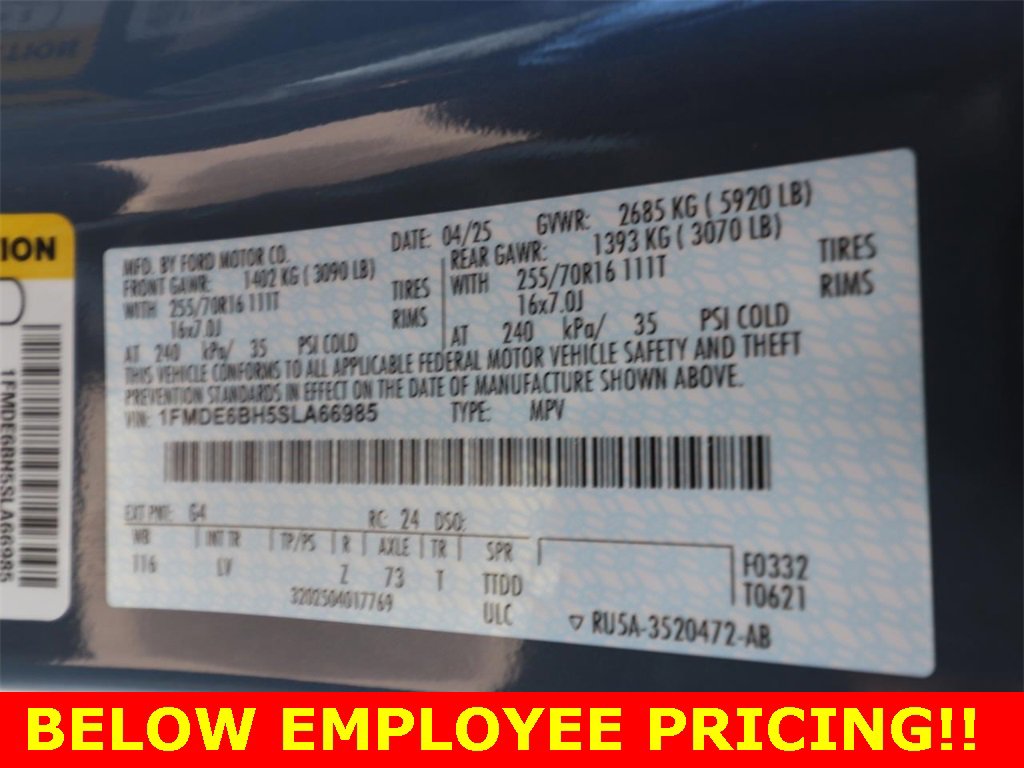 ION
1FMDE6BH5SLA66985
MFD. BY FORD MOTOR CO.
DATE: 04/25 GVWR: 2685 KG ( 5920 LB)
FRONT GAWR: 1402 KG ( 3090 LB) REAR GAWR: 1393 KG ( 3070 LB)
WITH 255/70R16 111T TIRES WITH 255/70R16 111T TIRES
16x7.0J RIMS 16x7.0J RIMS
AT 240 kPa/ 35 PSI COLD AT 240 kPa/ 35 PSI COLD
THIS VEHICLE CONFORMS TO ALL APPLICABLE FEDERAL MOTOR VEHICLE SAFETY AND THEFT
PREVENTION STANDARDS IN EFFECT ON THE DATE OF MANUFACTURE SHOWN ABOVE.
VIN: 1FMDE6BH5SLA66985 TYPE: MPV
EXT PNT: G4 RC: 24 DSO:
WB INT TR TP/PS R AXLE TR SPR
116 LV Z 73 T TTDD
3202504017769 ULC
F0332
T0621
▽ RU5A-3520472-AB
BELOW EMPLOYEE PRICING!!